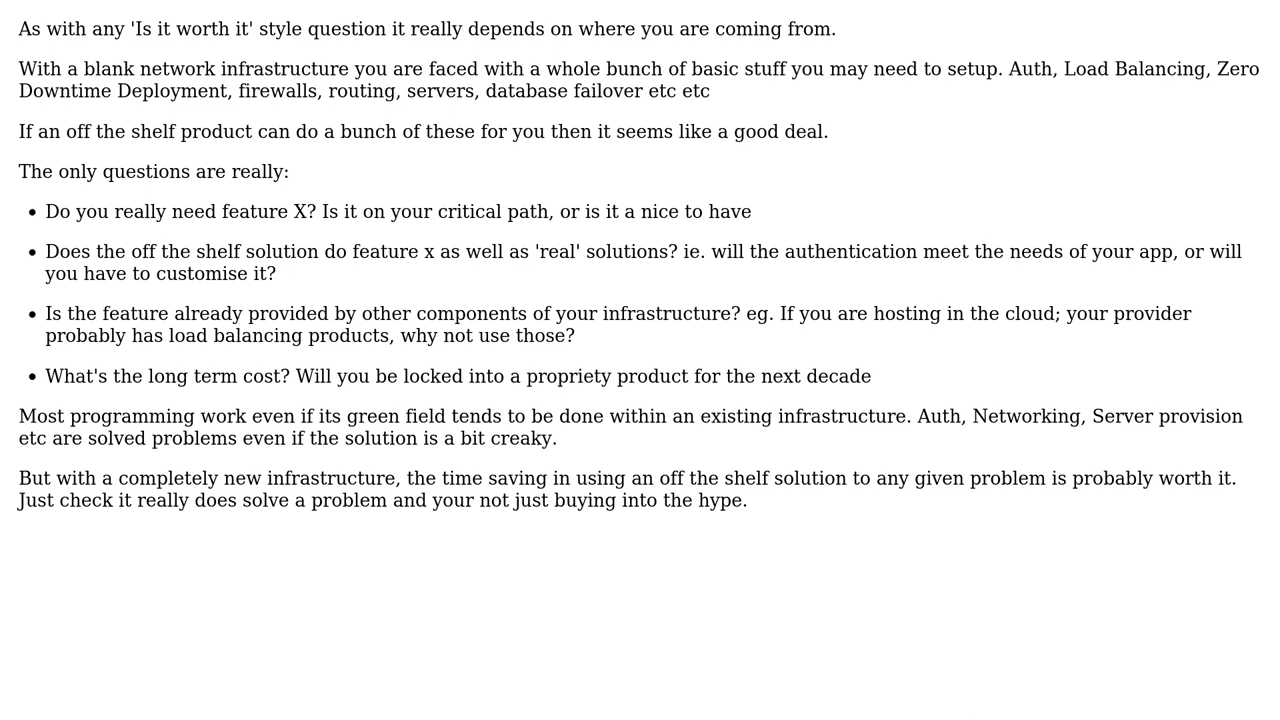 As with any 'Is it worth it' style question it really depends on where you are coming from.
With a blank network infrastructure you are faced with a whole bunch of basic stuff you may need to setup. Auth, Load Balancing, Zero
Downtime Deployment, firewalls, routing, servers, database failover etc etc
If an off the shelf product can do a bunch of these for you then it seems like a good deal.
The only questions are really:
• Do you really need feature X? Is it on your critical path, or is it a nice to have
• Does the off the shelf solution do feature x as well as 'real' solutions? ie. will the authentication meet the needs of your app, or will
you have to customise it?
• Is the feature already provided by other components of your infrastructure? eg. If you are hosting in the cloud; your provider
probably has load balancing products, why not use those?
• What's the long term cost? Will you be locked into a propriety product for the next decade
Most programming work even if its green field tends to be done within an existing infrastructure. Auth, Networking, Server provision
etc are solved problems even if the solution is a bit creaky.
But with a completely new infrastructure, the time saving in using an off the shelf solution to any given problem is probably worth it.
Just check it really does solve a problem and your not just buying into the hype.